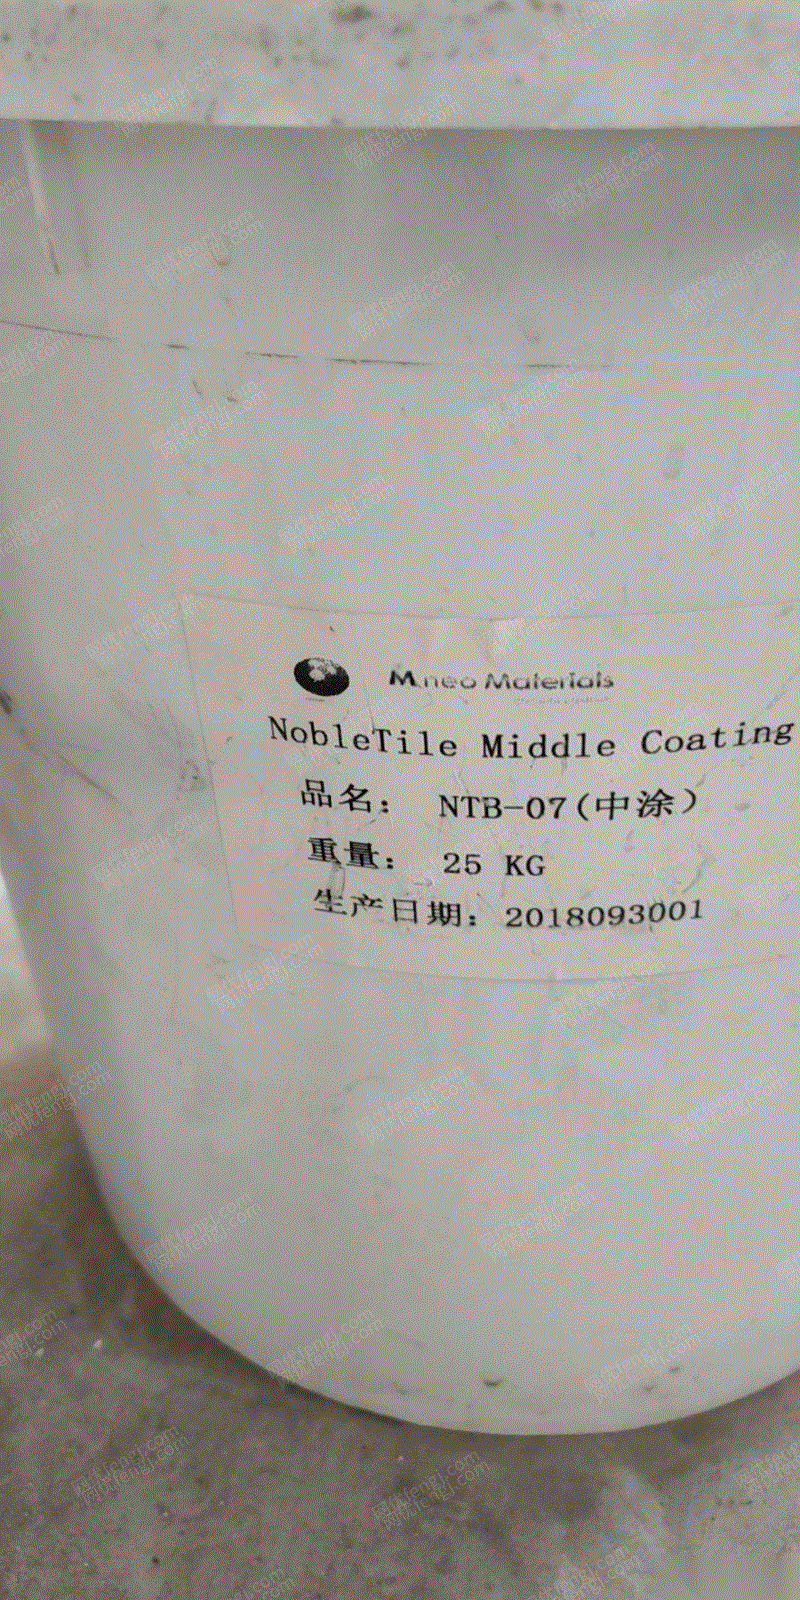 Mineo Materials
NobleTile Middle Coating
品名： NTB-07(中涂)
重量： 25 KG
生产日期：2018093001